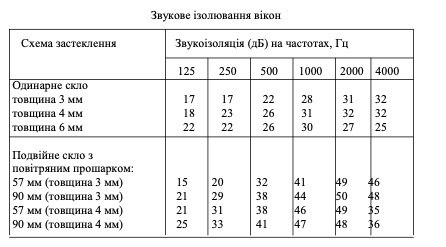 Звукове ізолювання вікон
Схема застеклення Звукоізоляція (дБ) на частотах, Гц
125 250 500 1000 2000 4000
Одинарне скло
товщина 3 мм 17 17 22 28 31 32
товщина 4 мм 18 23 26 31 32 32
товщина 6 мм 22 22 26 30 27 25
Подвійне скло з
повітряним прошарком:
57 мм (товщина 3 мм) 15 20 32 41 49 46
90 мм (товщина 3 мм) 21 29 38 44 50 48
57 мм (товщина 4 мм) 21 31 38 46 49 35
90 мм (товщина 4 мм) 25 33 41 47 48 36